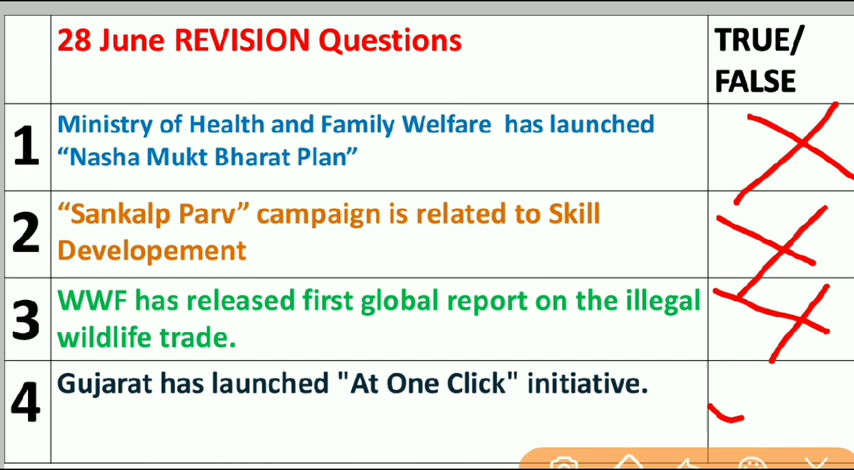 28 June REVISION Questions
TRUE/
FALSE
1
Ministry of Health and Family Welfare has launched
“Nasha Mukt Bharat Plan”
2
“Sankalp Parv” campaign is related to Skill
Developement
3
WWF has released first global report on the illegal
wildlife trade.
4
Gujarat has launched "At One Click" initiative.